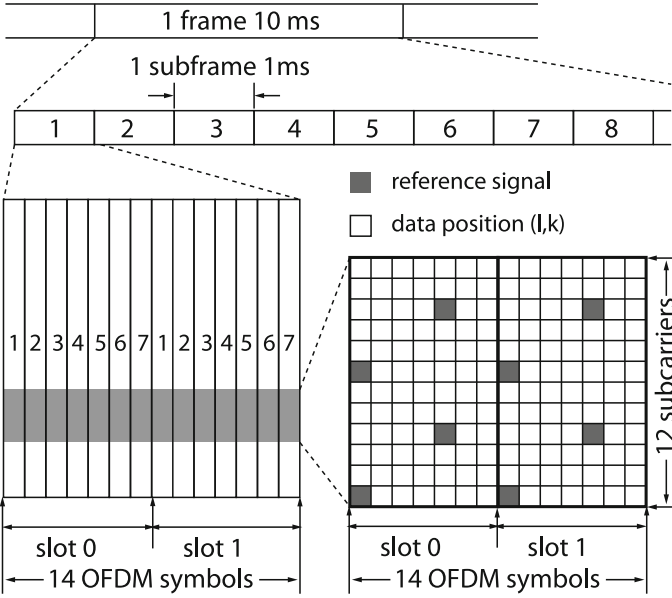 1 frame 10 ms
1 subframe 1ms
1 2 3 4 5 6 7 8
reference signal
data position (l,k)
1 2 3 4 5 6 7 1 2 3 4 5 6 7
12 subcarriers
slot 0 slot 1
14 OFDM symbols
slot 0 slot 1
14 OFDM symbols